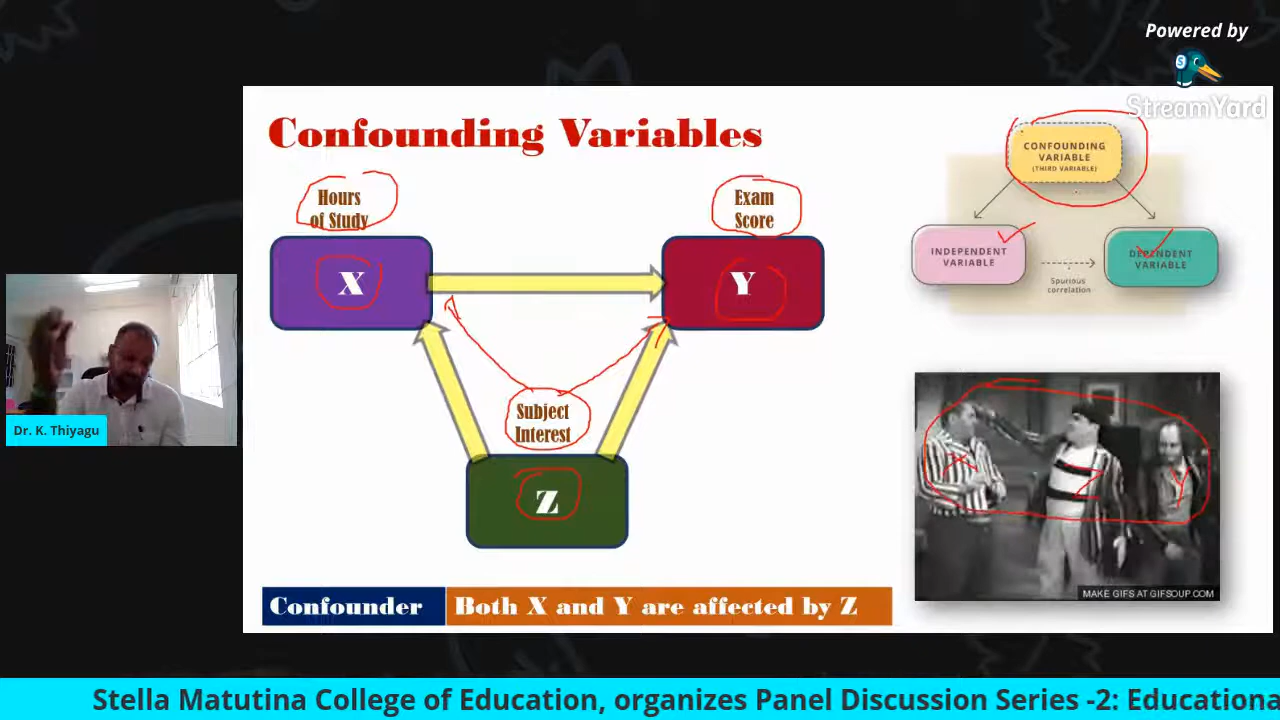 Powered by
StreamYard
Confounding Variables
Hours
of Study
Exam
Score
X
Y
Subject
Interest
Z
Confounder
Both X and Y are affected by Z
CONFOUNDING
VARIABLE
(THIRD VARIABLE)
INDEPENDENT
VARIABLE
DEPENDENT
VARIABLE
Spurious
correlation
X
Z
Y
MAKE GIFS AT GIFSOUP.COM
Dr. K. Thiyagu
Stella Matutina College of Education, organizes Panel Discussion Series -2: Educationa